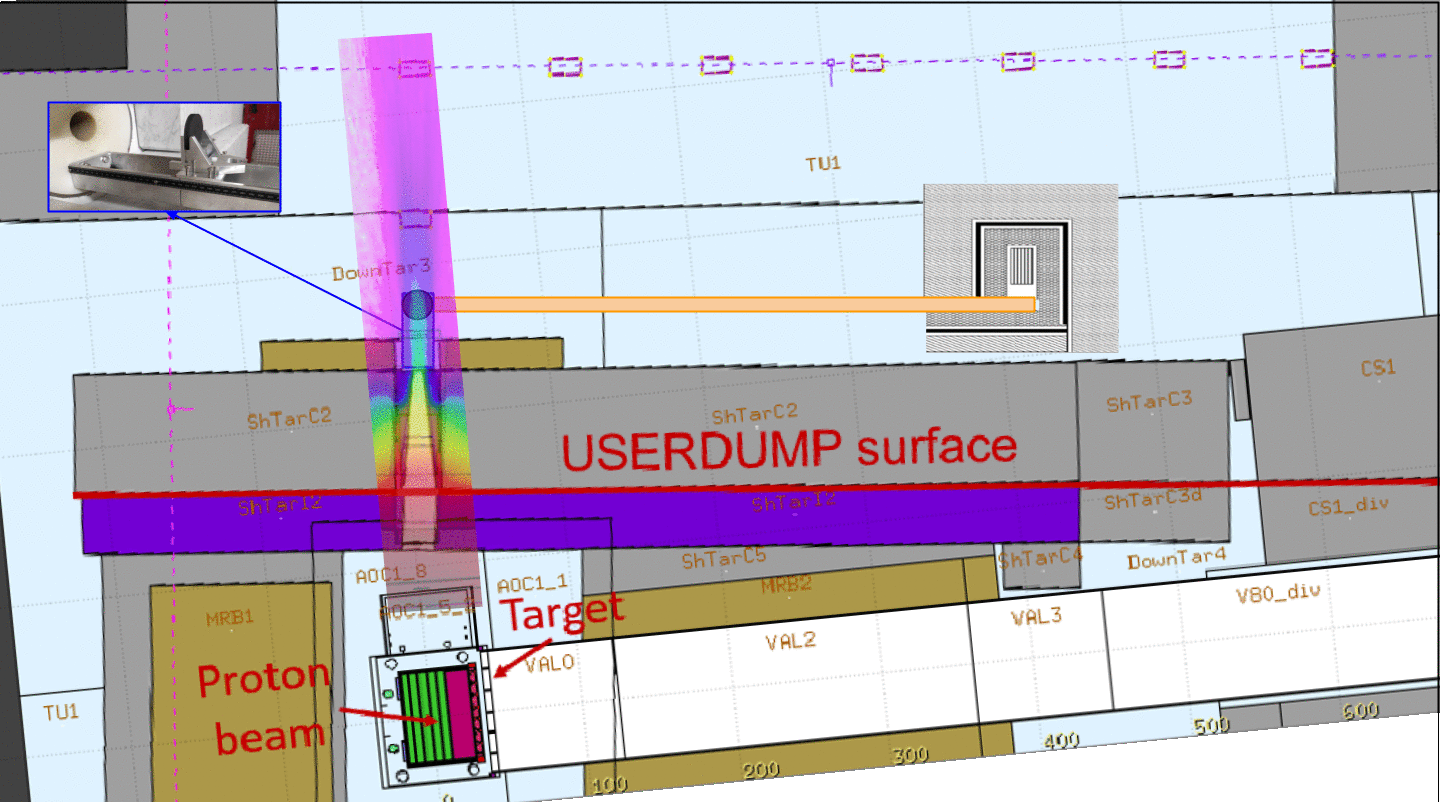 TU1
DownTar3
CS1
ShTarC3
ShTarC2
ShTarC2
USERDUMP surface
ShTarI2
ShTarI2
ShTarC3d
CS1_div
ShTarC5
ShTarC4
DownTar4
AOC1_8
AOC1_1
MRB2
MRB1
Target
VAL3
V80_div
VAL2
VAL0
Proton
beam
TU1
0
100
200
300
400
500
600